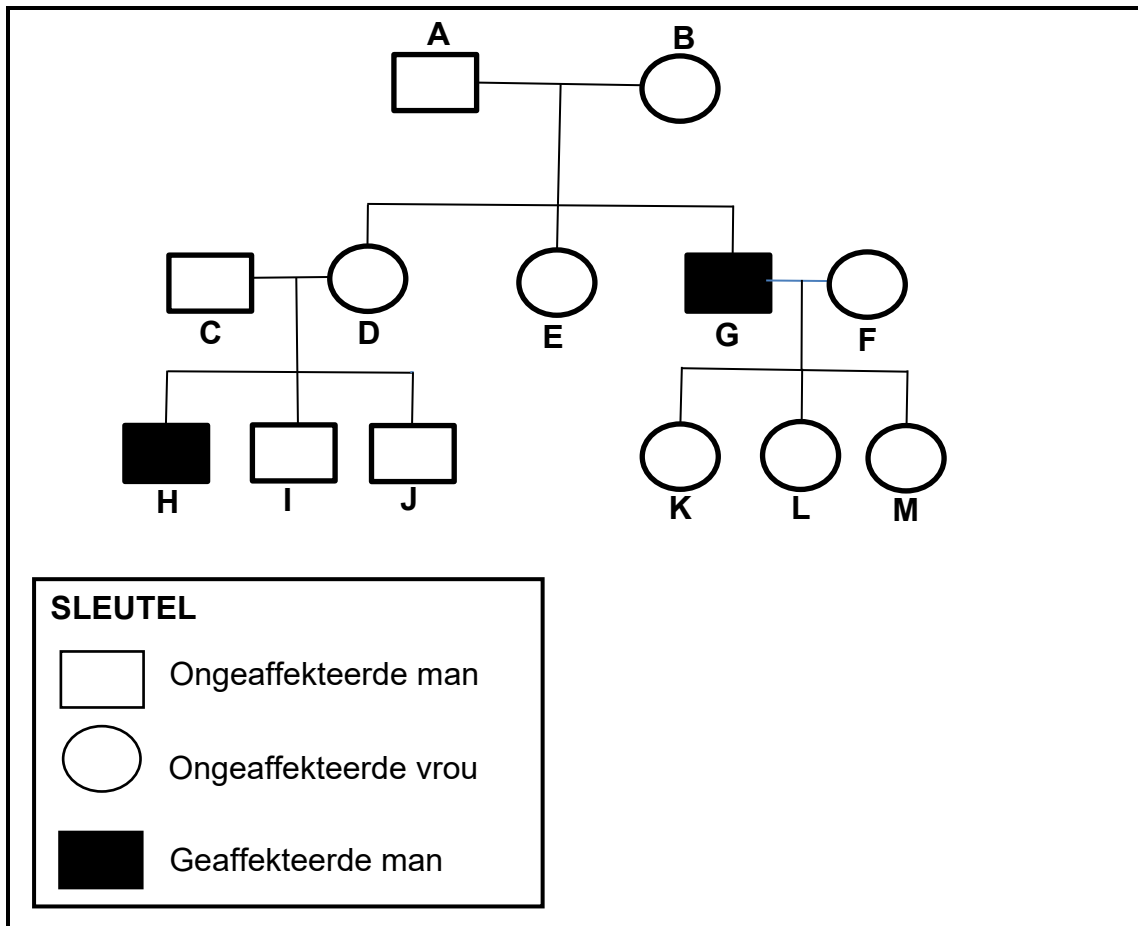 A B
C D E G F
H I J K L M
SLEUTEL
Ongeaffekteerde man
Ongeaffekteerde vrou
Geaffekteerde man